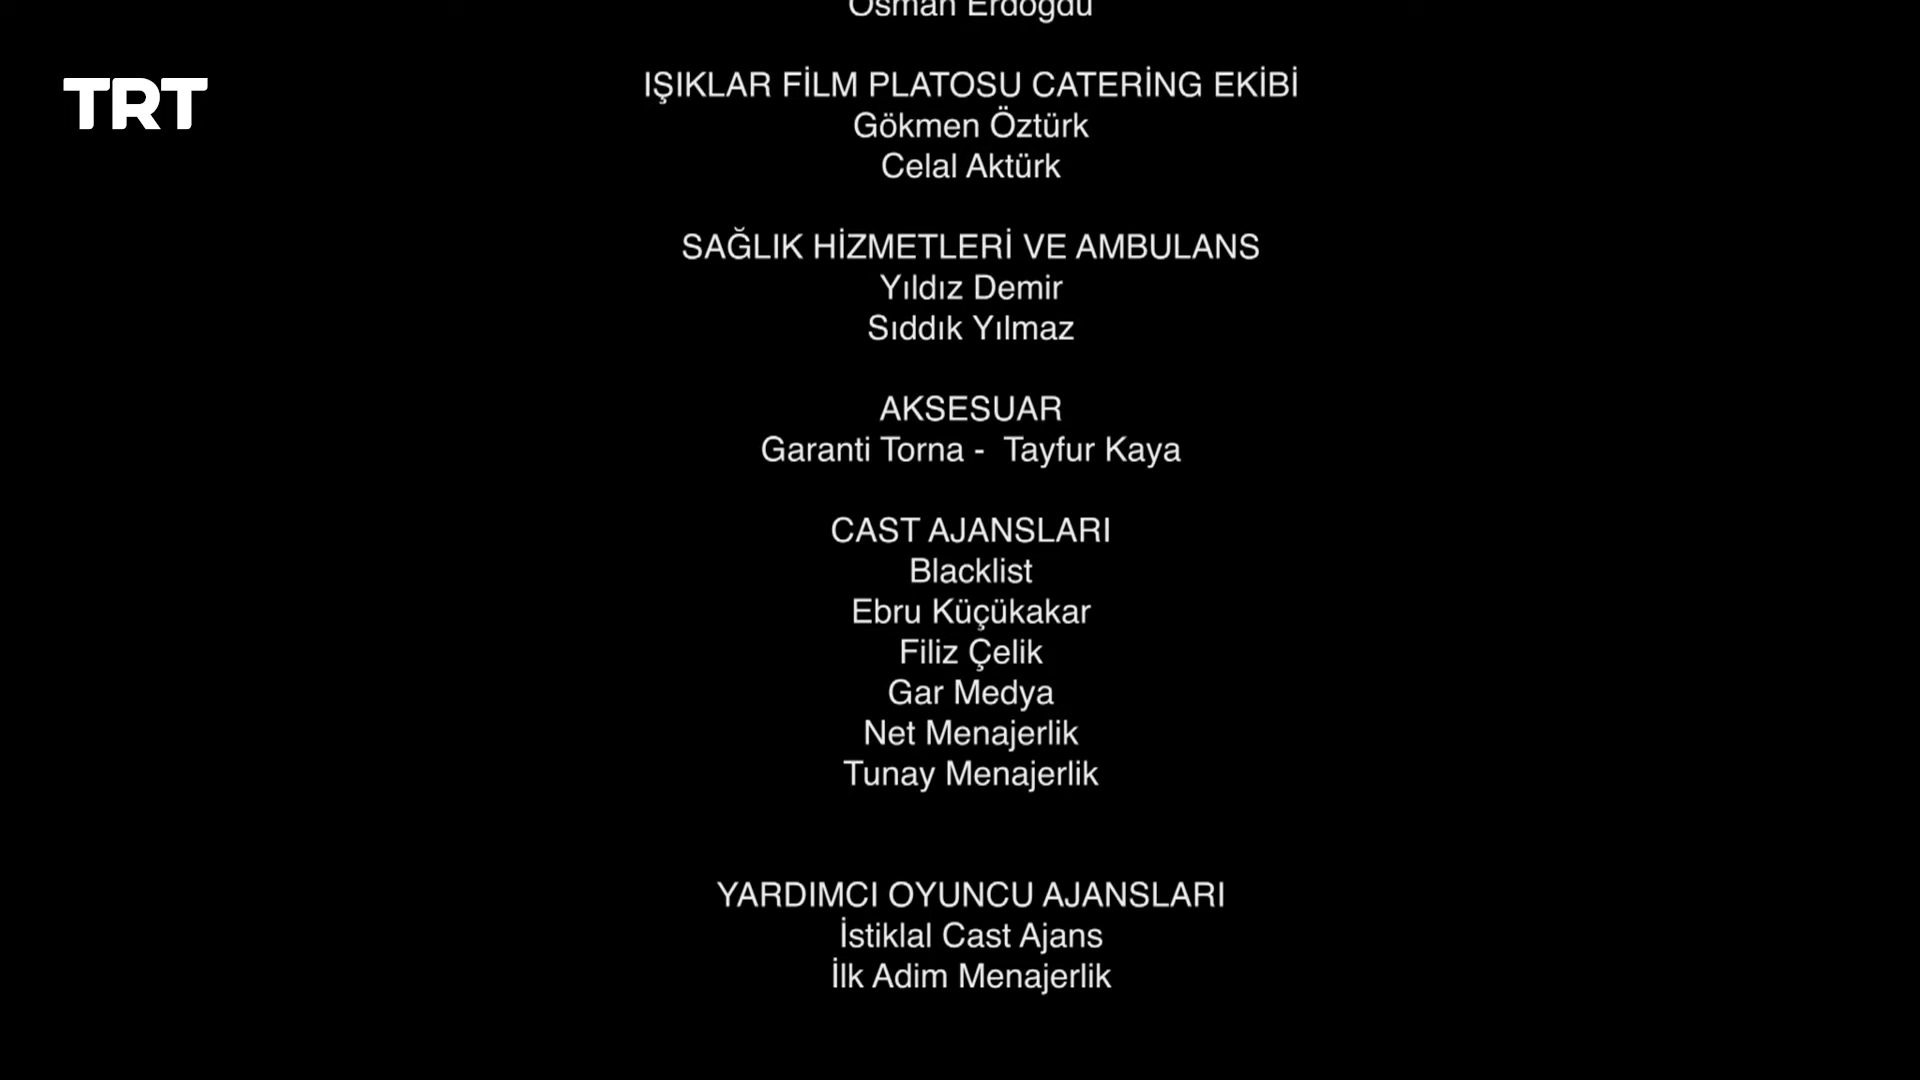 Osman Erdoğdu
TRT
IŞIKLAR FİLM PLATOSU CATERİNG EKİBİ
Gökmen Öztürk
Celal Aktürk
SAĞLIK HİZMETLERİ VE AMBULANS
Yıldız Demir
Sıddık Yılmaz
AKSESUAR
Garanti Torna -  Tayfur Kaya
CAST AJANSLARI
Blacklist
Ebru Küçükakar
Filiz Çelik
Gar Medya
Net Menajerlik
Tunay Menajerlik
YARDIMCI OYUNCU AJANSLARI
İstiklal Cast Ajans
İlk Adim Menajerlik